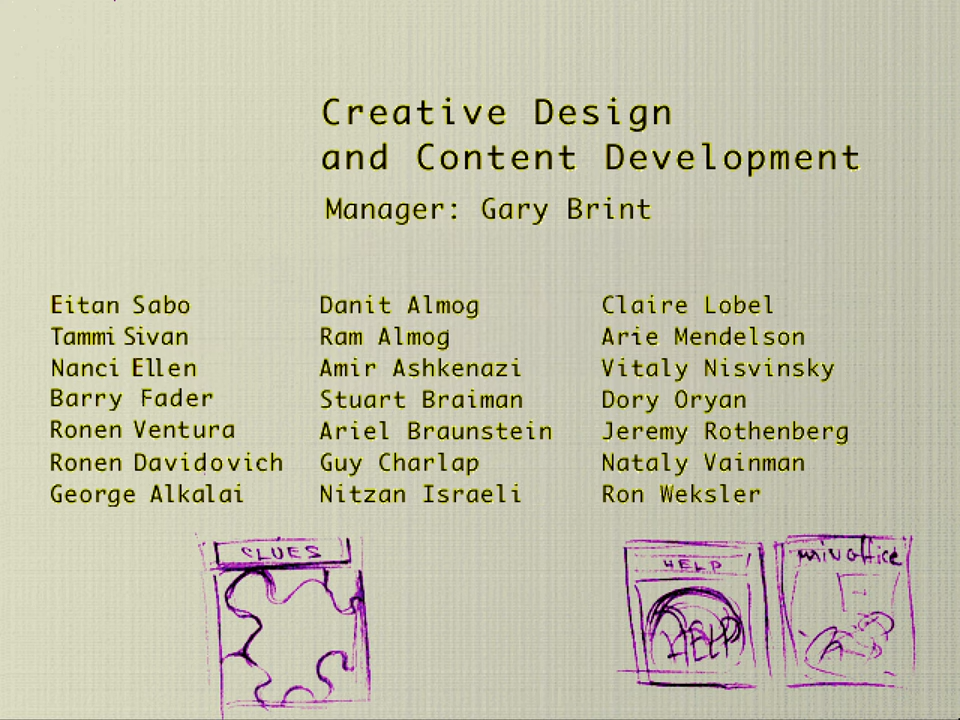 Creative Design
and Content Development
Manager: Gary Brint
Eitan Sabo
Tammi Sivan
Nanci Ellen
Barry Fader
Ronen Ventura
Ronen Davidovich
George Alkalai
Danit Almog
Ram Almog
Amir Ashkenazi
Stuart Braiman
Ariel Braunstein
Guy Charlap
Nitzan Israeli
Claire Lobel
Arie Mendelson
Vitaly Nisvinsky
Dory Oryan
Jeremy Rothenberg
Nataly Vainman
Ron Weksler
CLUES
HELP
HELP